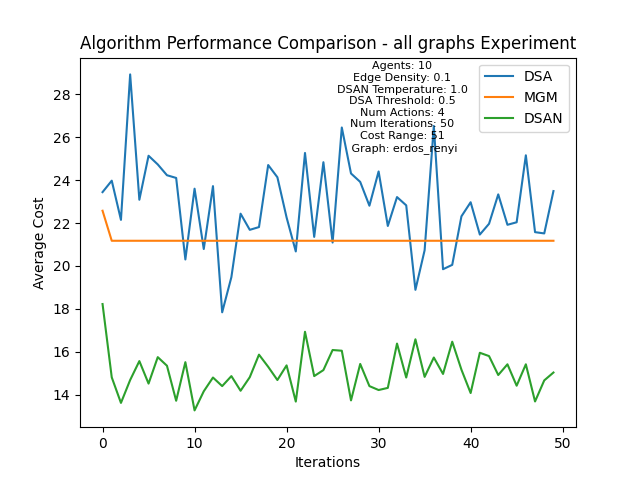 Algorithm Performance Comparison - all graphs Experiment
Agents: 10
Edge Density: 0.1
DSAN Temperature: 1.0
DSA Threshold: 0.5
Num Actions: 4
Num Iterations: 50
Cost Range: 51
Graph: erdos_renyi
DSA
MGM
DSAN
Average Cost
28
26
24
22
20
18
16
14
0
10
20
30
40
50
Iterations